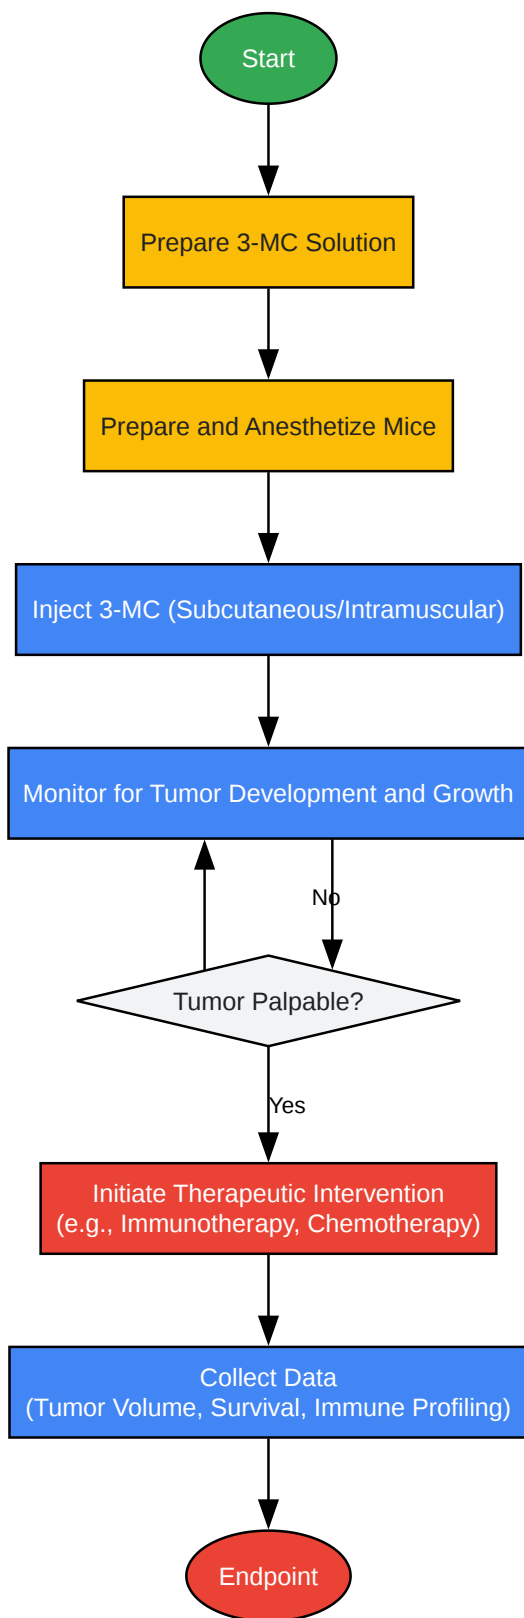 Start
Prepare 3-MC Solution
Prepare and Anesthetize Mice
Inject 3-MC (Subcutaneous/Intramuscular)
Monitor for Tumor Development and Growth
No
Tumor Palpable?
Yes
Initiate Therapeutic Intervention
(e.g., Immunotherapy, Chemotherapy)
Collect Data
(Tumor Volume, Survival, Immune Profiling)
Endpoint